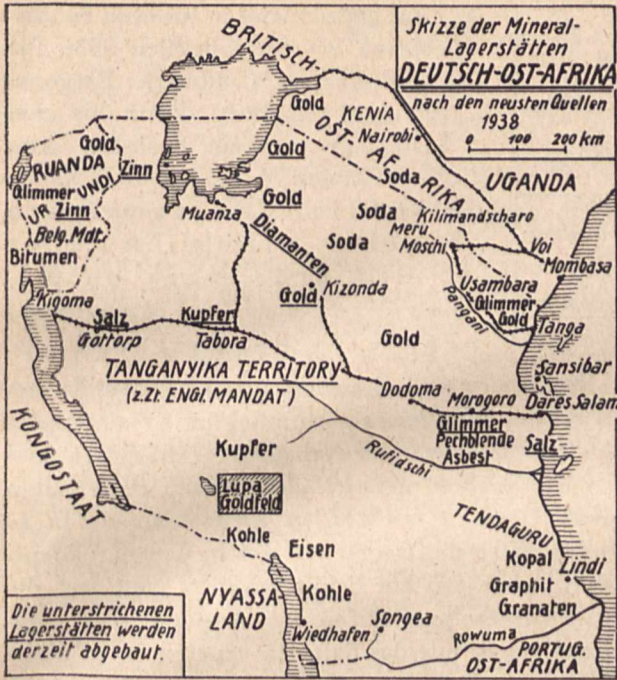 Skizze der Mineral-
Lagerstätten
DEUTSCH-OST-AFRIKA
nach den neusten Quellen
1938
0 100 200 km
BRITISCH-
OST-AFRIKA
KENIA
Nairobi
UGANDA
Gold
Gold
Gold
Gold
Zinn
RUANDA
Glimmer
URUNDI
Zinn
Belg. Mdt.
Bitumen
Muanza
Diamanten
Soda
Soda
Soda
Kilimandscharo
Meru
Moschi
Voi
Mombasa
Usambara
Glimmer
Gold
Pangani
Tanga
Kigoma
Salz
Gottorp
Kupfer
Tabora
Gold
Kizonda
Gold
Sansibar
TANGANYIKA TERRITORY
(z.Zt. ENGL. MANDAT)
Dodoma
Morogoro
Dares Salam
Glimmer
Pechblende
Asbest
Salz
KONGOSTAAT
Kupfer
Rufidschi
Lupa
Goldfeld
Kohle
Eisen
TENDAGURU
Kopal
Lindi
Graphit
Granaten
NYASSA-
LAND
Kohle
Wiedhafen
Songea
Rowuma
PORTUG.
OST-AFRIKA
Die unterstrichenen
Lagerstätten werden
derzeit abgebaut.